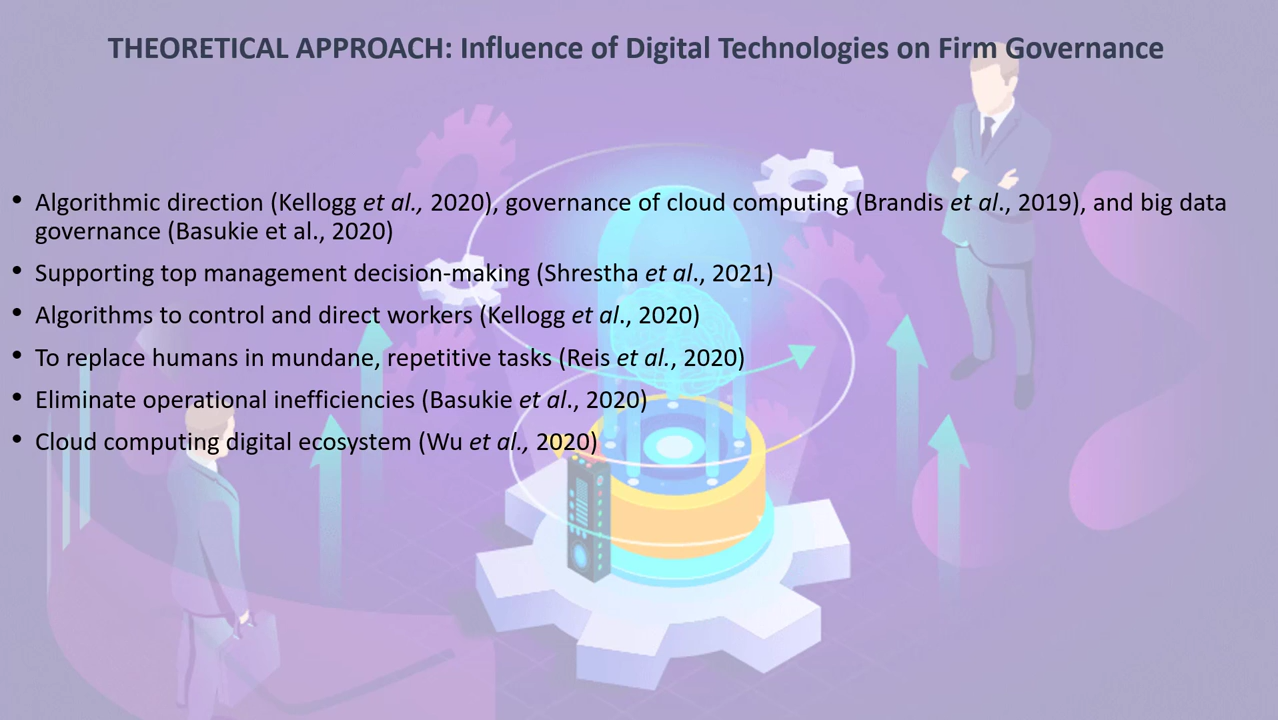 THEORETICAL APPROACH: Influence of Digital Technologies on Firm Governance
• Algorithmic direction (Kellogg et al., 2020), governance of cloud computing (Brandis et al., 2019), and big data
governance (Basukie et al., 2020)
• Supporting top management decision-making (Shrestha et al., 2021)
• Algorithms to control and direct workers (Kellogg et al., 2020)
• To replace humans in mundane, repetitive tasks (Reis et al., 2020)
• Eliminate operational inefficiencies (Basukie et al., 2020)
• Cloud computing digital ecosystem (Wu et al., 2020)